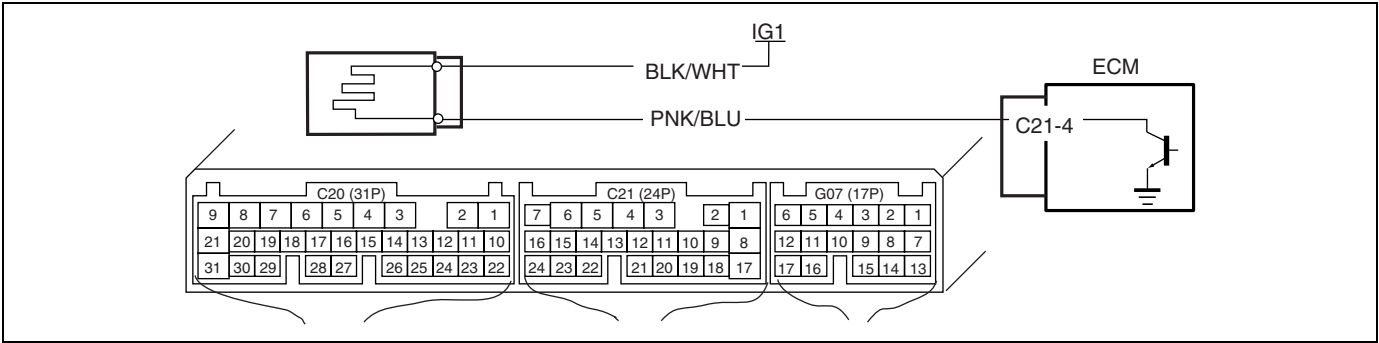 IG1
BLK/WHT
ECM
PNK/BLU
C21-4
C20 (31P) C21 (24P) G07 (17P)
9 8 7 6 5 4 3 2 1 7 6 5 4 3 2 1 6 5 4 3 2 1
21 20 19 18 17 16 15 14 13 12 11 10 16 15 14 13 12 11 10 9 8 12 11 10 9 8 7
31 30 29 28 27 26 25 24 23 22 24 23 22 21 20 19 18 17 17 16 15 14 13